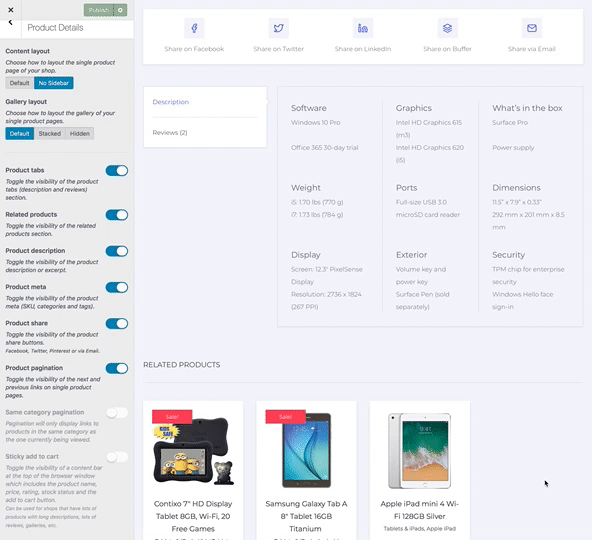 Publish
Product Details
Content layout
Choose how to layout the single product
page of your shop.
Default
No Sidebar
Gallery layout
Choose how to layout the gallery of your
single product pages.
Default
Stacked
Hidden
Product tabs
Toggle the visibility of the product
tabs (description and reviews)
section.
Related products
Toggle the visibility of the related
products section.
Product description
Toggle the visibility of the product
description or excerpt.
Product meta
Toggle the visibility of the product
meta (SKU, categories and tags).
Product share
Toggle the visibility of the product
share buttons.
Facebook, Twitter, Pinterest or via Email.
Product pagination
Toggle the visibility of the next and
previous links on single product
pages.
Same category pagination
Pagination will only display links to
products in the same category as
the one currently being viewed.
Sticky add to cart
Toggle the visibility of a content bar
at the top of the browser window
which includes the product name,
price, rating, stock status and the
add to cart button.
Can be used for shops that have lots of
products with long descriptions, lots of
reviews, galleries, etc.
Share on Facebook
Share on Twitter
Share on LinkedIn
Share on Buffer
Share via Email
Description
Reviews (2)
Software
Windows 10 Pro
Office 365 30-day trial
Graphics
Intel HD Graphics 615
(m3)
Intel HD Graphics 620
(i5)
What's in the box
Surface Pro
Power supply
Weight
i5: 1.70 lbs (770 g)
i7: 1.73 lbs (784 g)
Ports
Full-size USB 3.0
microSD card reader
Dimensions
11.5" x 7.9" x 0.33"
292 mm x 201 mm x 8.5
mm
Display
Screen: 12.3" PixelSense
Display
Resolution: 2736 x 1824
(267 PPI)
Exterior
Volume key and
power key
Surface Pen (sold
separately)
Security
TPM chip for enterprise
security
Windows Hello face
sign-in
RELATED PRODUCTS
Sale!
KIDS
SAFE
Contixo 7" HD Display
Tablet 8GB, Wi-Fi, 20
Free Games
Sale!
Samsung Galaxy Tab A
8" Tablet 16GB
Titanium
Apple iPad mini 4 Wi-
Fi 128GB Silver
Tablets & iPads, Apple iPad